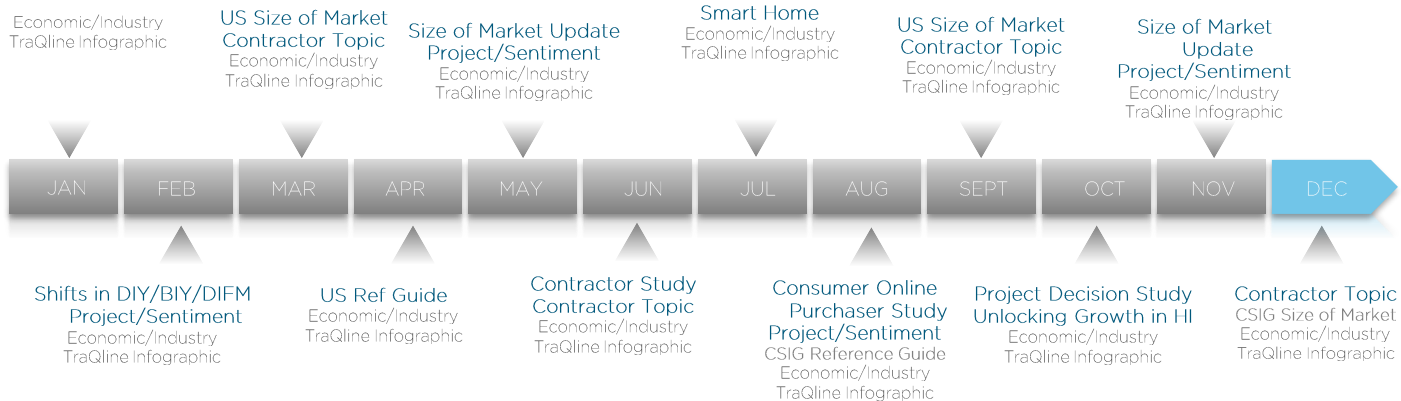 Economic/Industry
TraQline Infographic
US Size of Market
Contractor Topic
Economic/Industry
TraQline Infographic
Size of Market Update
Project/Sentiment
Economic/Industry
TraQline Infographic
Smart Home
Economic/Industry
TraQline Infographic
US Size of Market
Contractor Topic
Economic/Industry
TraQline Infographic
Size of Market
Update
Project/Sentiment
Economic/Industry
TraQline Infographic
JAN
FEB
MAR
APR
MAY
JUN
JUL
AUG
SEPT
OCT
NOV
DEC
Shifts in DIY/BIY/DIFM
Project/Sentiment
Economic/Industry
TraQline Infographic
US Ref Guide
Economic/Industry
TraQline Infographic
Contractor Study
Contractor Topic
Economic/Industry
TraQline Infographic
Consumer Online
Purchaser Study
Project/Sentiment
CSIG Reference Guide
Economic/Industry
TraQline Infographic
Project Decision Study
Unlocking Growth in HI
Economic/Industry
TraQline Infographic
Contractor Topic
CSIG Size of Market
Economic/Industry
TraQline Infographic